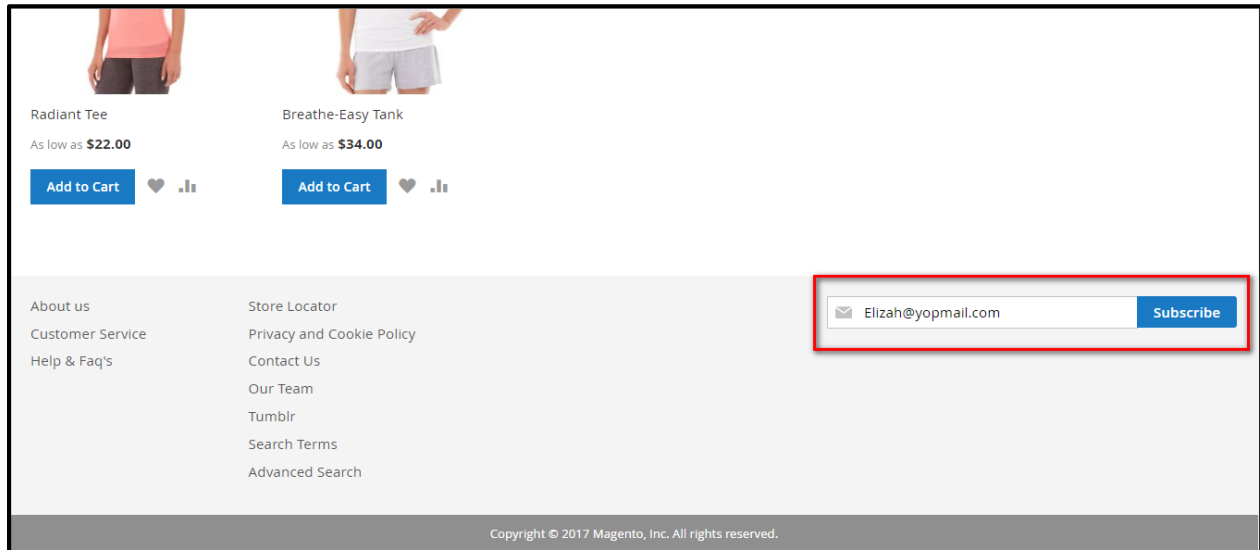 Radiant Tee
Breathe-Easy Tank
As low as $22.00
As low as $34.00
Add to Cart
Add to Cart
About us
Customer Service
Help & Faq's
Store Locator
Privacy and Cookie Policy
Contact Us
Our Team
Tumblr
Search Terms
Advanced Search
Elizah@yopmail.com
Subscribe
Copyright © 2017 Magento, Inc. All rights reserved.